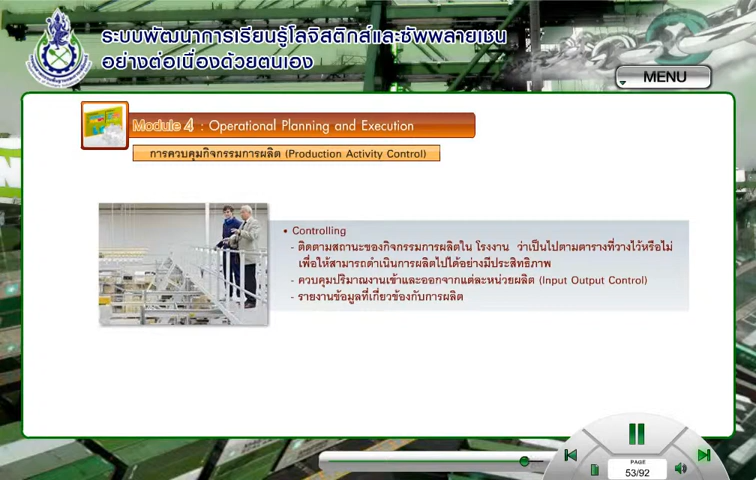 ระบบพัฒนาการเรียนรู้โลจิสติกส์และซัพพลายเชน
อย่างต่อเนื่องด้วยตนเอง
MENU
Module 4 : Operational Planning and Execution
การควบคุมกิจกรรมการผลิต (Production Activity Control)
• Controlling
- ติดตามสถานะของกิจกรรมการผลิตใน โรงงาน ว่าเป็นไปตามตารางที่วางไว้หรือไม่
เพื่อให้สามารถดำเนินการผลิตไปได้อย่างมีประสิทธิภาพ
- ควบคุมปริมาณงานเข้าและออกจากแต่ละหน่วยผลิต (Input Output Control)
- รายงานข้อมูลที่เกี่ยวข้องกับการผลิต
PAGE
53/92